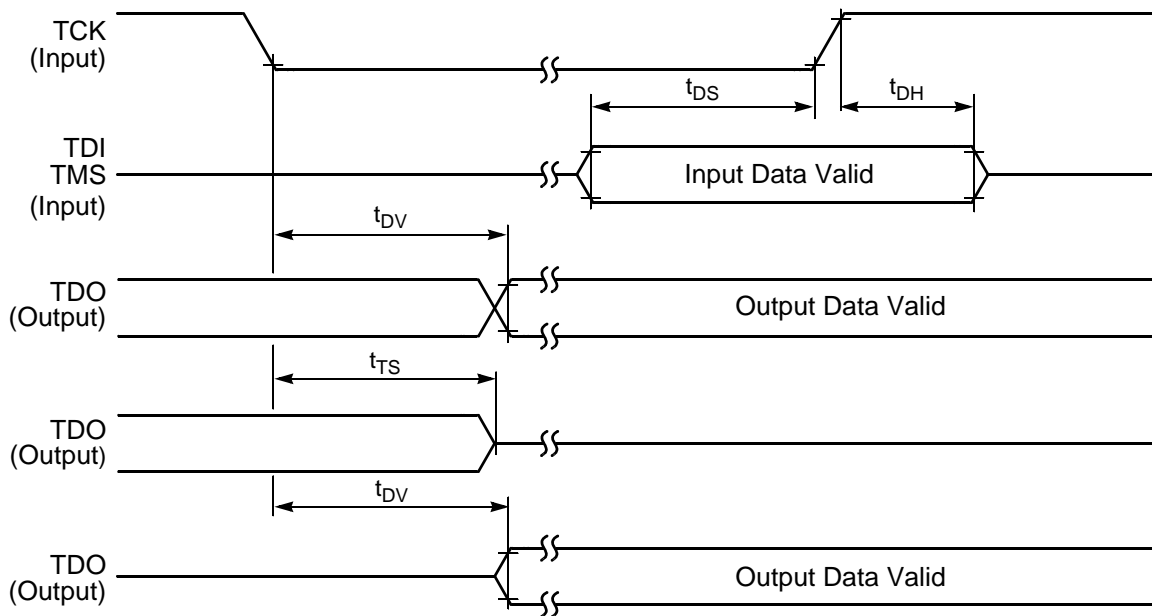 TCK
(Input)
tDS
tDH
TDI
TMS
(Input)
Input Data Valid
tDV
TDO
(Output)
Output Data Valid
tTS
TDO
(Output)
tDV
TDO
(Output)
Output Data Valid